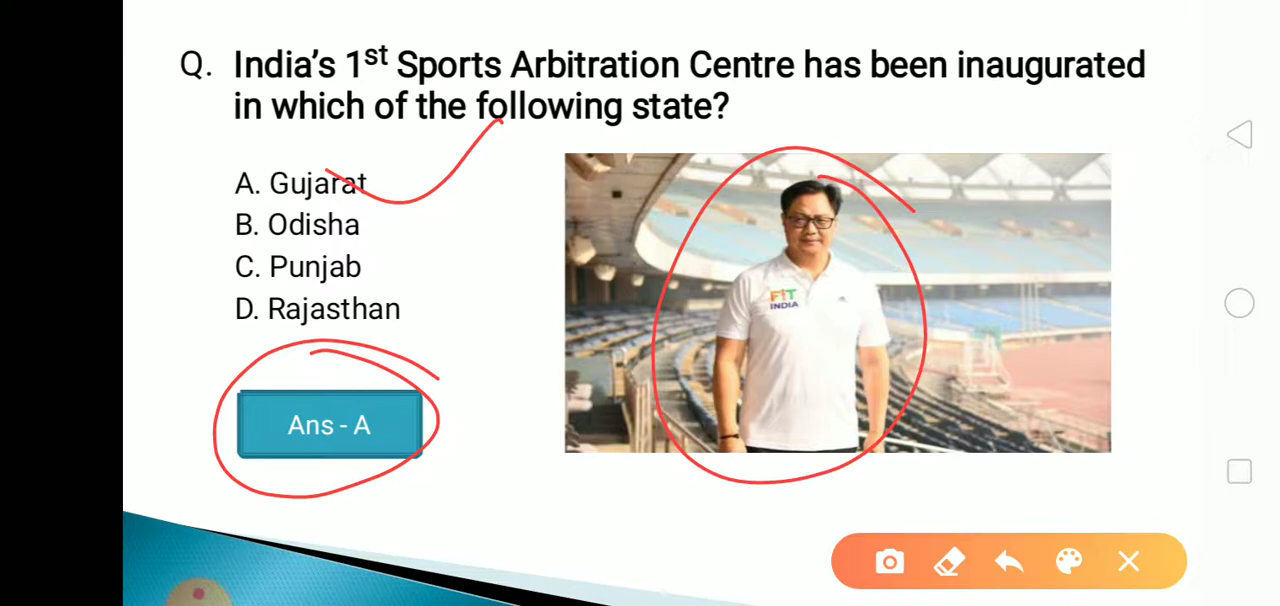 Q. India's 1st Sports Arbitration Centre has been inaugurated
in which of the following state?
A. Gujarat
B. Odisha
C. Punjab
D. Rajasthan
Ans - A
FIT
INDIA